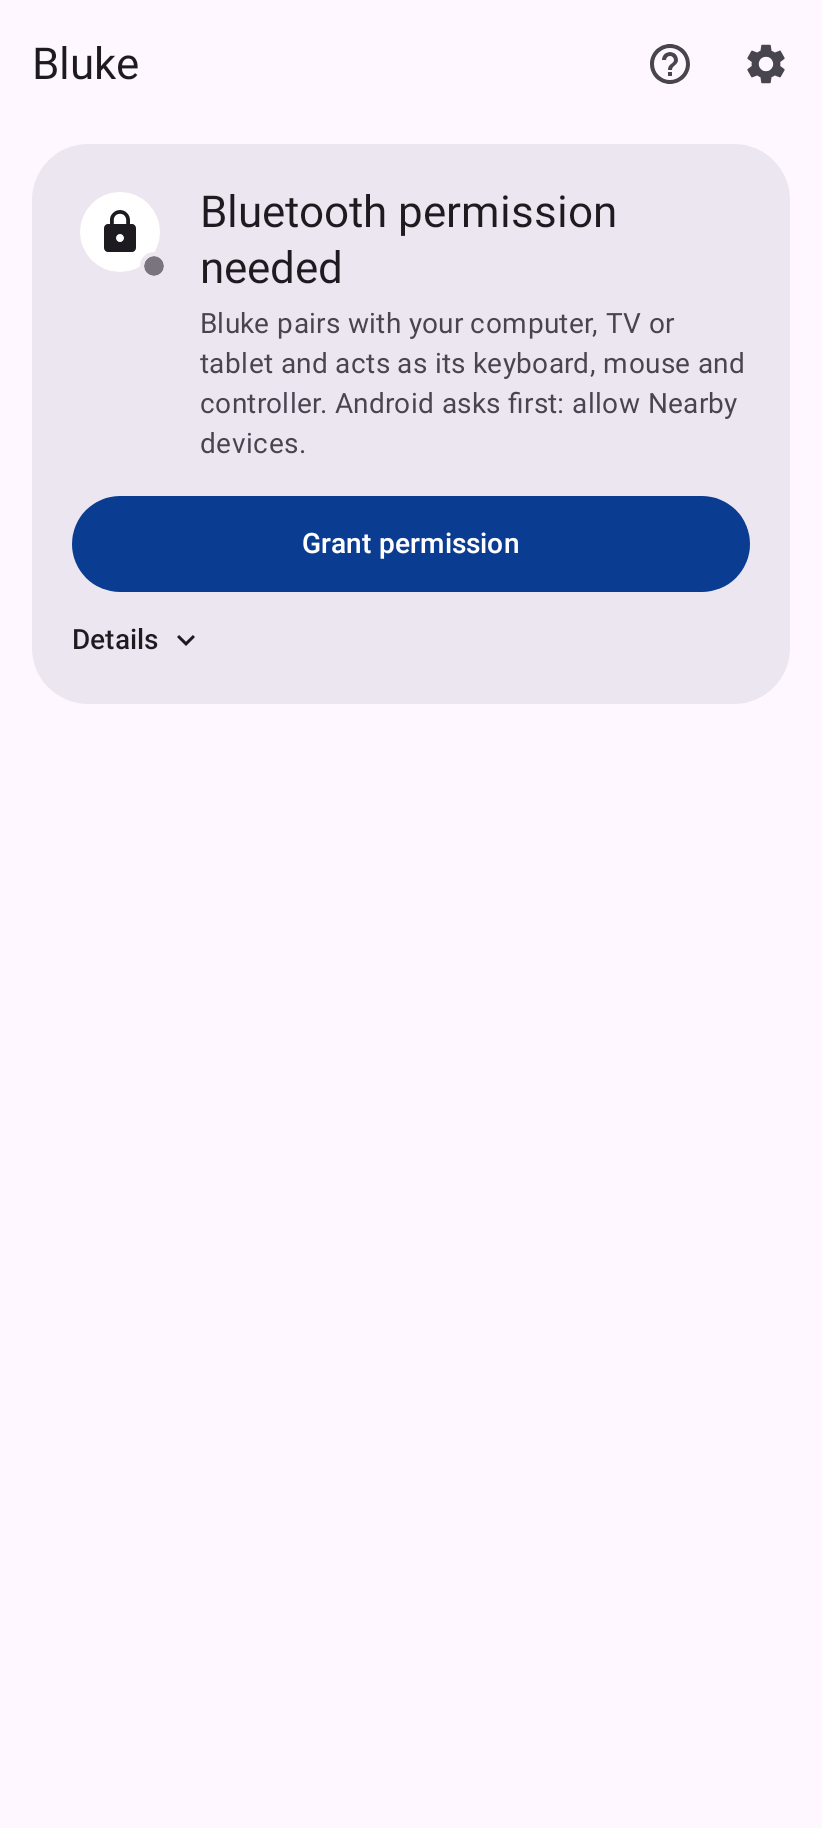 Bluke
Bluetooth permission
needed
Bluke pairs with your computer, TV or
tablet and acts as its keyboard, mouse and
controller. Android asks first: allow Nearby
devices.
Grant permission
Details